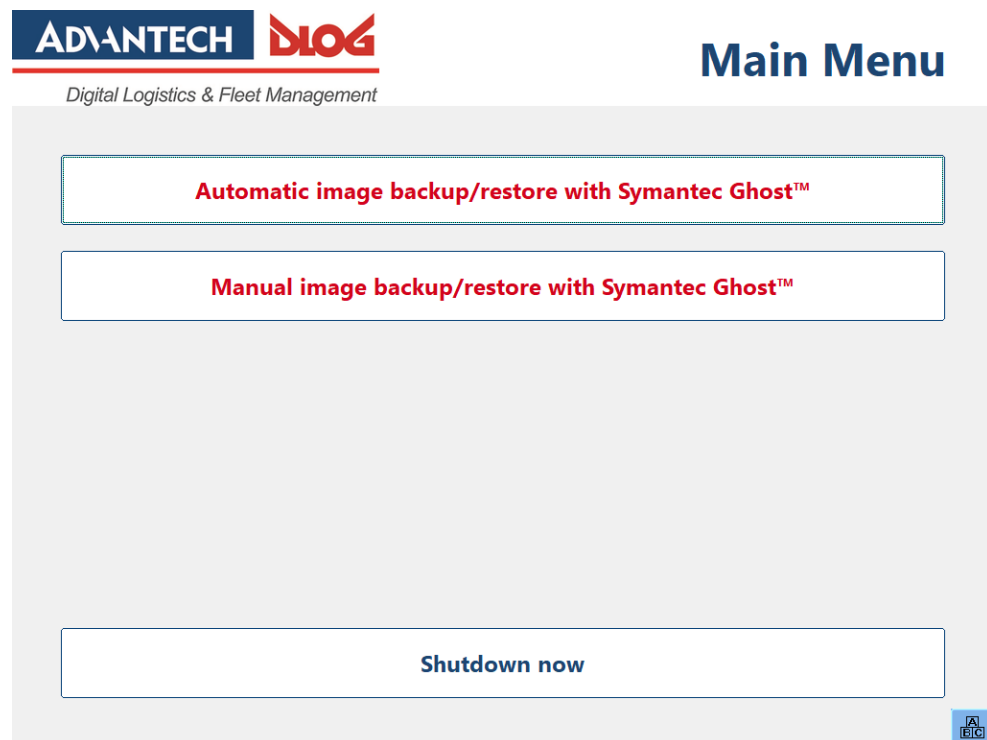 ADVANTECH DLOG
Main Menu
Digital Logistics & Fleet Management
Automatic image backup/restore with Symantec Ghost™
Manual image backup/restore with Symantec Ghost™
Shutdown now
A
B C